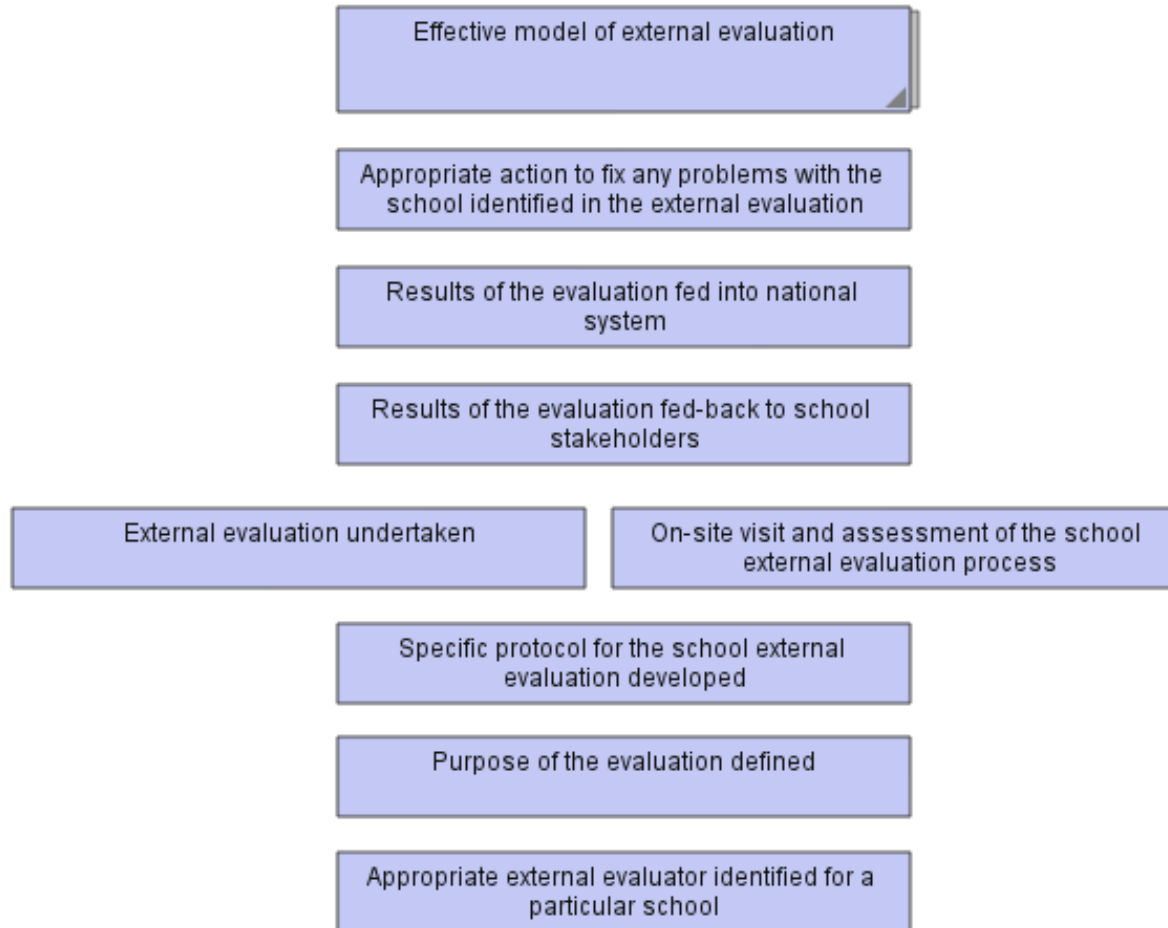 Effective model of external evaluation
Appropriate action to fix any problems with the
school identified in the external evaluation
Results of the evaluation fed into national
system
Results of the evaluation fed-back to school
stakeholders
External evaluation undertaken
On-site visit and assessment of the school
external evaluation process
Specific protocol for the school external
evaluation developed
Purpose of the evaluation defined
Appropriate external evaluator identified for a
particular school